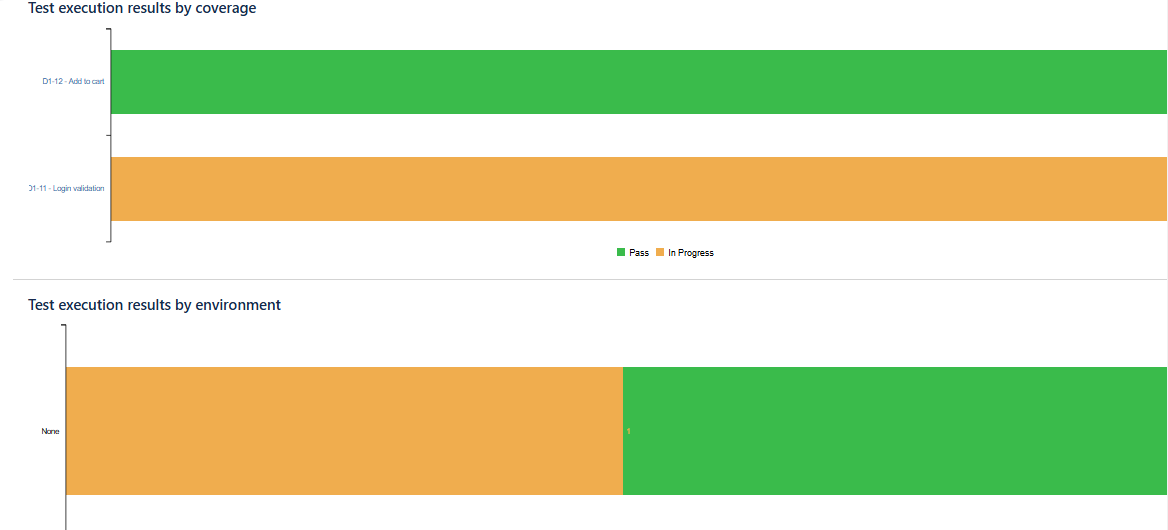 Test execution results by coverage
D1-12 - Add to cart
D1-11 - Login validation
Pass In Progress
Test execution results by environment
None
1